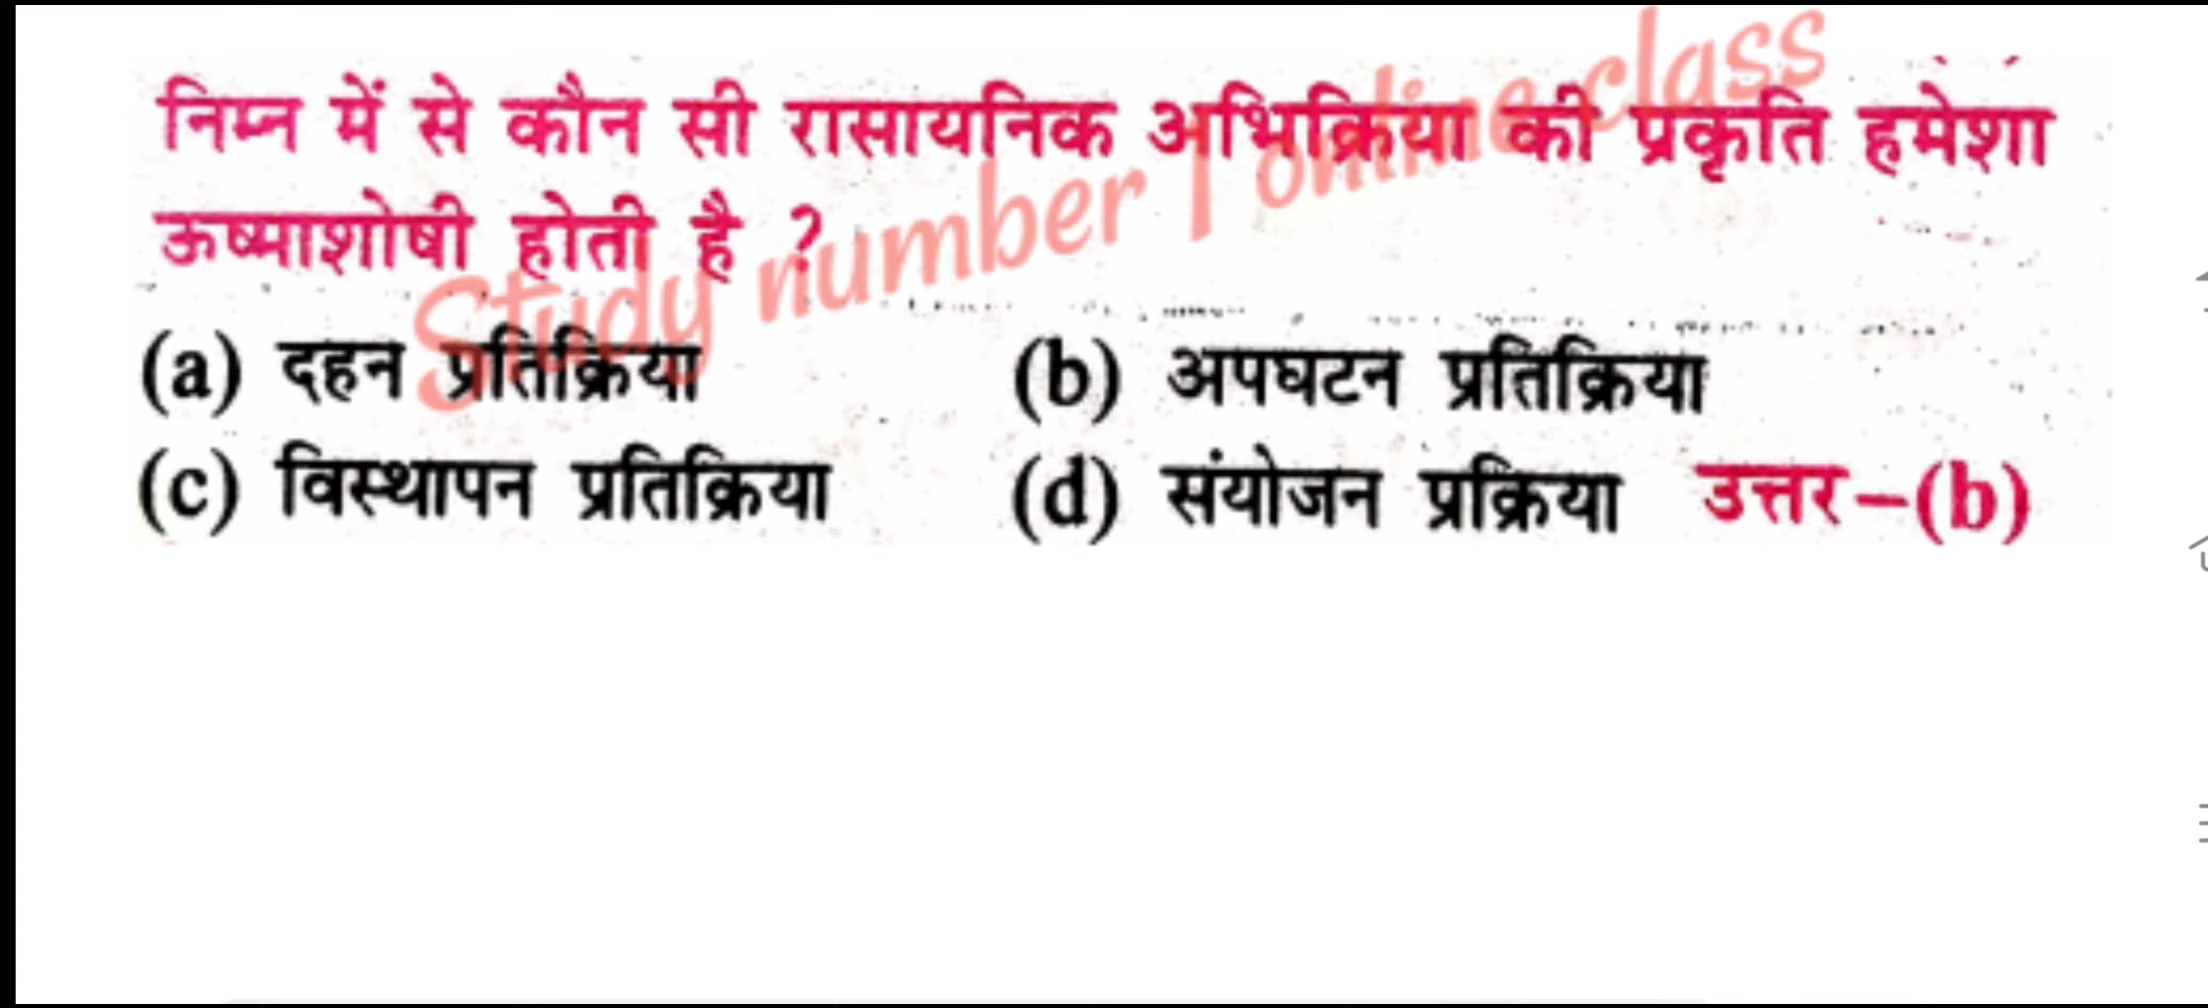 निम्न में से कौन सी रासायनिक अभिक्रिया की प्रकृति हमेशा
ऊष्माशोषी होती है ?
(a) दहन प्रतिक्रिया (b) अपघटन प्रतिक्रिया
(c) विस्थापन प्रतिक्रिया (d) संयोजन प्रक्रिया उत्तर–(b)
Study number 1 online class